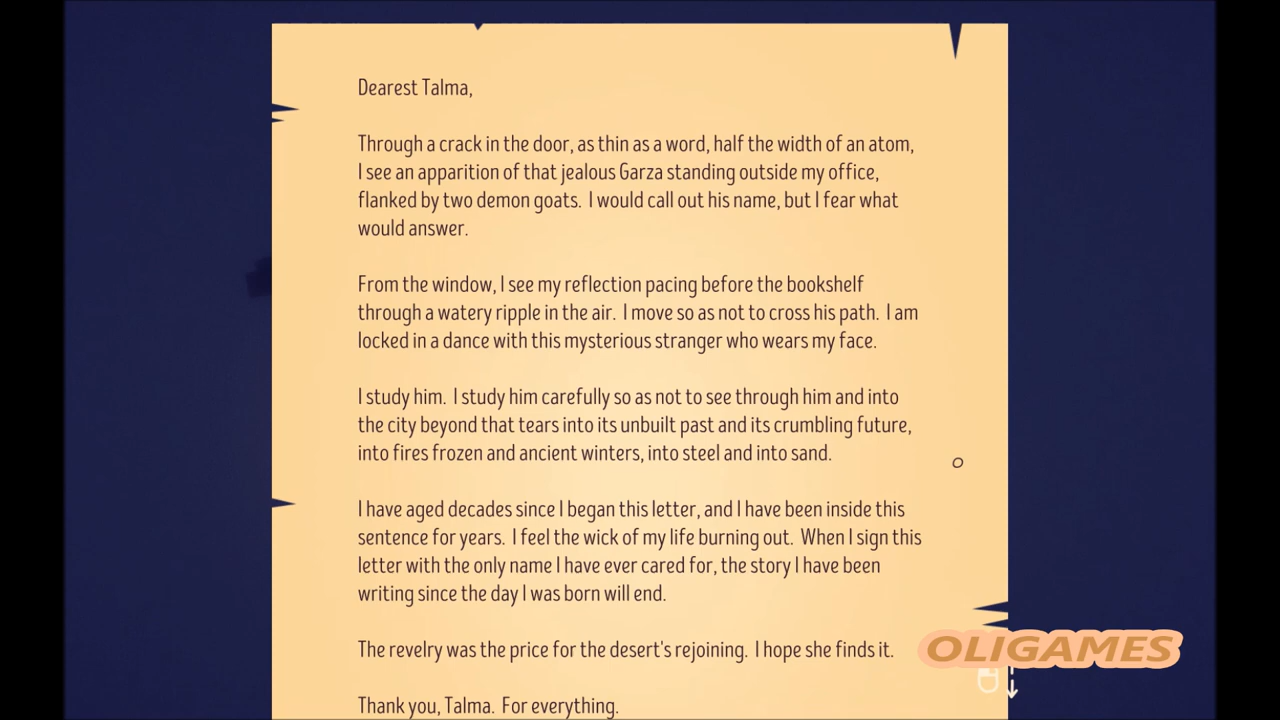 Dearest Talma,
Through a crack in the door, as thin as a word, half the width of an atom,
I see an apparition of that jealous Garza standing outside my office,
flanked by two demon goats.  I would call out his name, but I fear what
would answer.
From the window, I see my reflection pacing before the bookshelf
through a watery ripple in the air.  I move so as not to cross his path.  I am
locked in a dance with this mysterious stranger who wears my face.
I study him.  I study him carefully so as not to see through him and into
the city beyond that tears into its unbuilt past and its crumbling future,
into fires frozen and ancient winters, into steel and into sand.
I have aged decades since I began this letter, and I have been inside this
sentence for years.  I feel the wick of my life burning out.  When I sign this
letter with the only name I have ever cared for, the story I have been
writing since the day I was born will end.
The revelry was the price for the desert's rejoining.  I hope she finds it.
OLIGAMES
Thank you, Talma.  For everything.